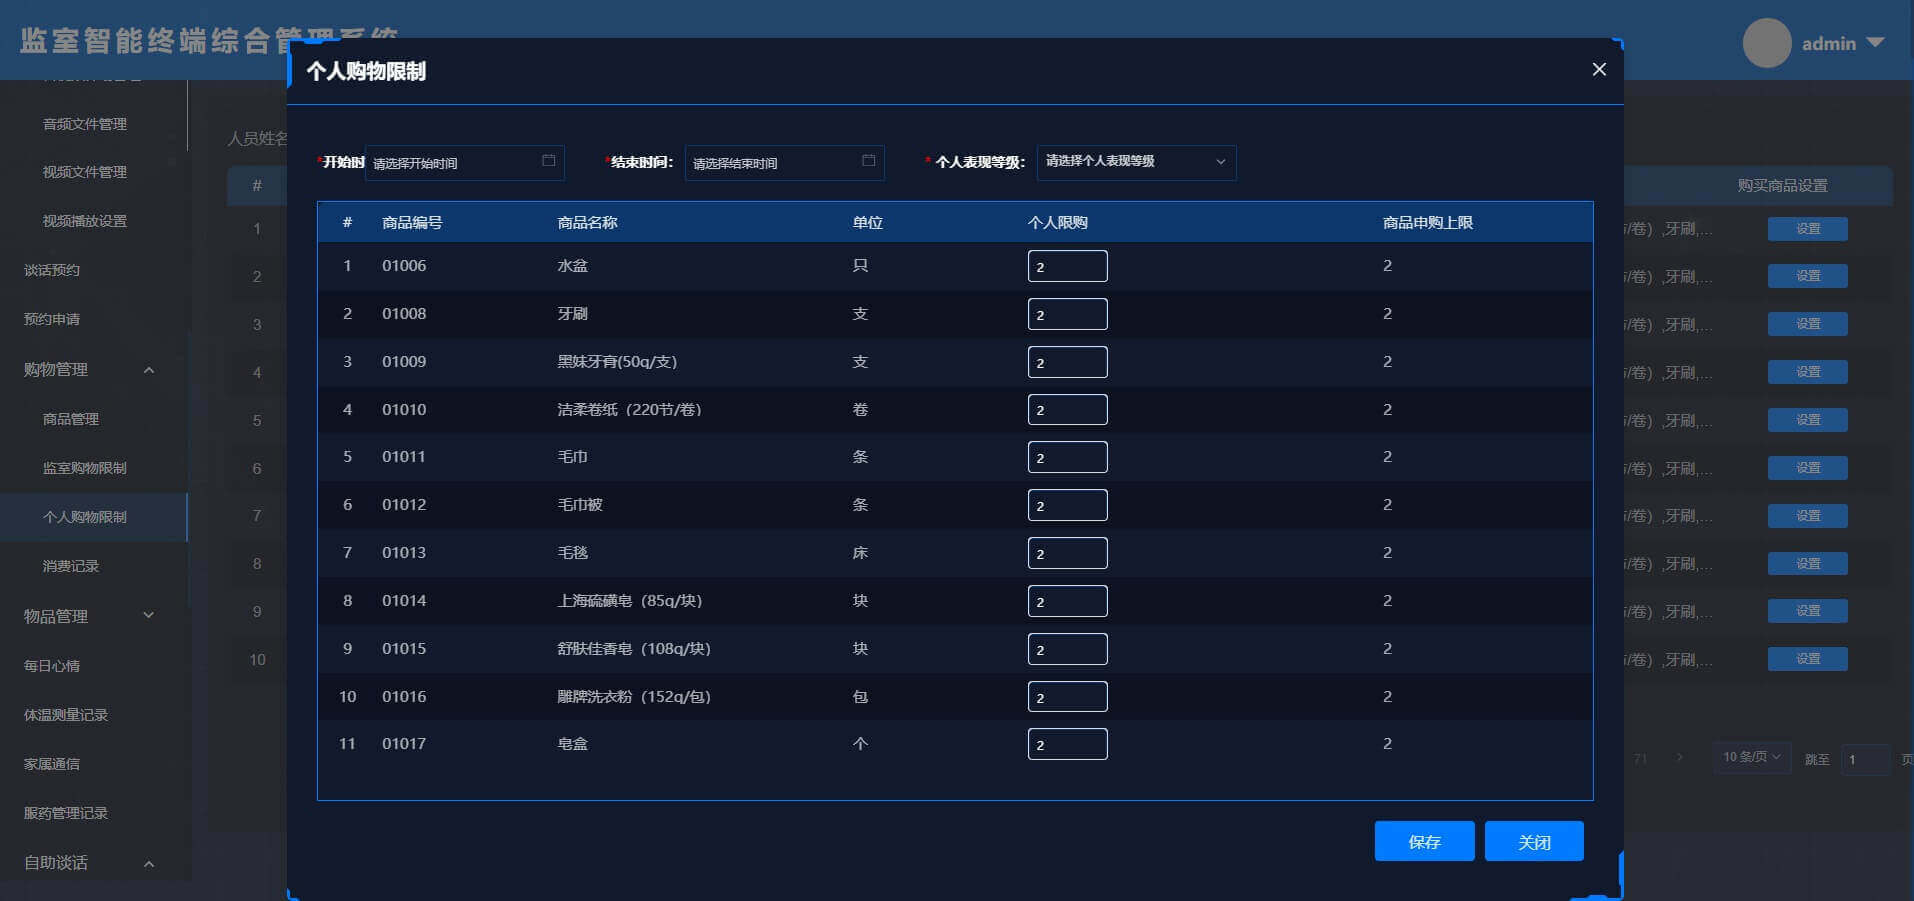 监室智能终端综合管理系统
admin
音频文件管理
视频文件管理
视频播放设置
谈话预约
预约申请
购物管理
商品管理
监室购物限制
个人购物限制
消费记录
物品管理
每日心情
体温测量记录
家属通信
服药管理记录
自助谈话
人员姓名
#
1
2
3
4
5
6
7
8
9
10
个人购物限制
*开始时 请选择开始时间 *结束时间: 请选择结束时间 * 个人表现等级: 请选择个人表现等级
# 商品编号 商品名称 单位 个人限购 商品申购上限
1 01006 水盆 只 2 2
2 01008 牙刷 支 2 2
3 01009 黑妹牙膏(50g/支) 支 2 2
4 01010 洁柔卷纸（220节/卷） 卷 2 2
5 01011 毛巾 条 2 2
6 01012 毛巾被 条 2 2
7 01013 毛毯 床 2 2
8 01014 上海硫磺皂（85g/块） 块 2 2
9 01015 舒肤佳香皂（108g/块） 块 2 2
10 01016 雕牌洗衣粉（152g/包） 包 2 2
11 01017 皂盒 个 2 2
保存 关闭
购买商品设置
/卷）,牙刷,... 设置
/卷）,牙刷,... 设置
/卷）,牙刷,... 设置
/卷）,牙刷,... 设置
/卷）,牙刷,... 设置
/卷）,牙刷,... 设置
/卷）,牙刷,... 设置
/卷）,牙刷,... 设置
/卷）,牙刷,... 设置
/卷）,牙刷,... 设置
71 > 10 条/页 跳至 1 页